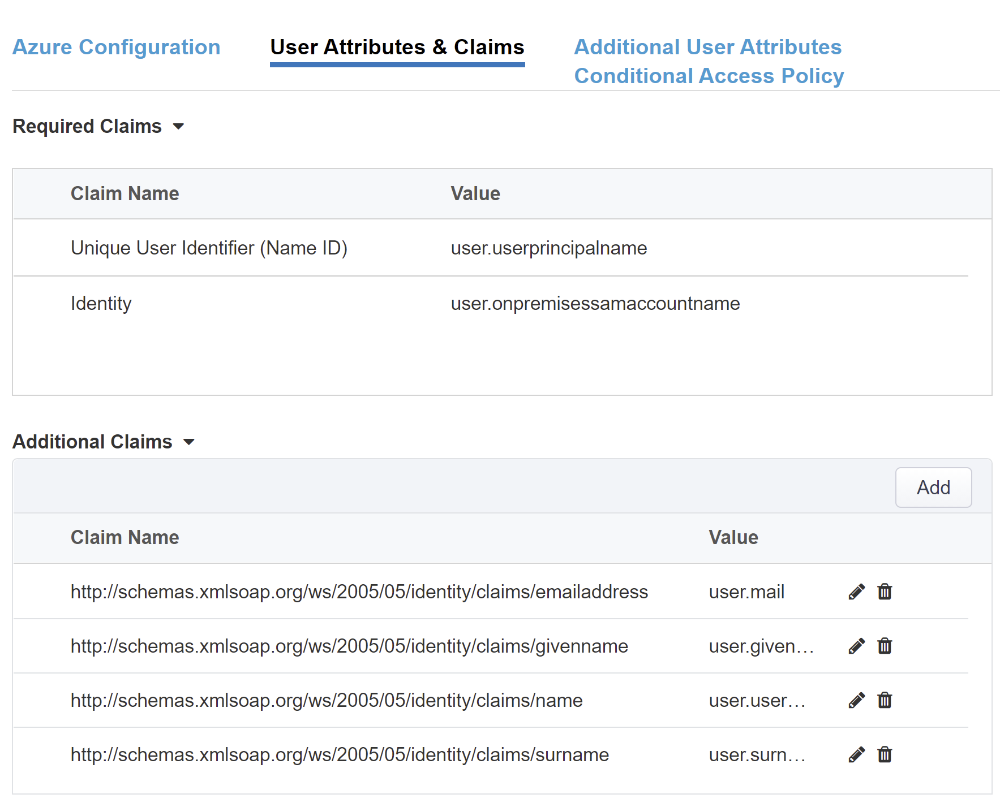 Azure Configuration
User Attributes & Claims
Additional User Attributes
Conditional Access Policy
Required Claims
Claim Name Value
Unique User Identifier (Name ID) user.userprincipalname
Identity user.onpremisessamaccountname
Additional Claims
Add
Claim Name Value
http://schemas.xmlsoap.org/ws/2005/05/identity/claims/emailaddress user.mail
http://schemas.xmlsoap.org/ws/2005/05/identity/claims/givenname user.given…
http://schemas.xmlsoap.org/ws/2005/05/identity/claims/name user.user…
http://schemas.xmlsoap.org/ws/2005/05/identity/claims/surname user.surn…